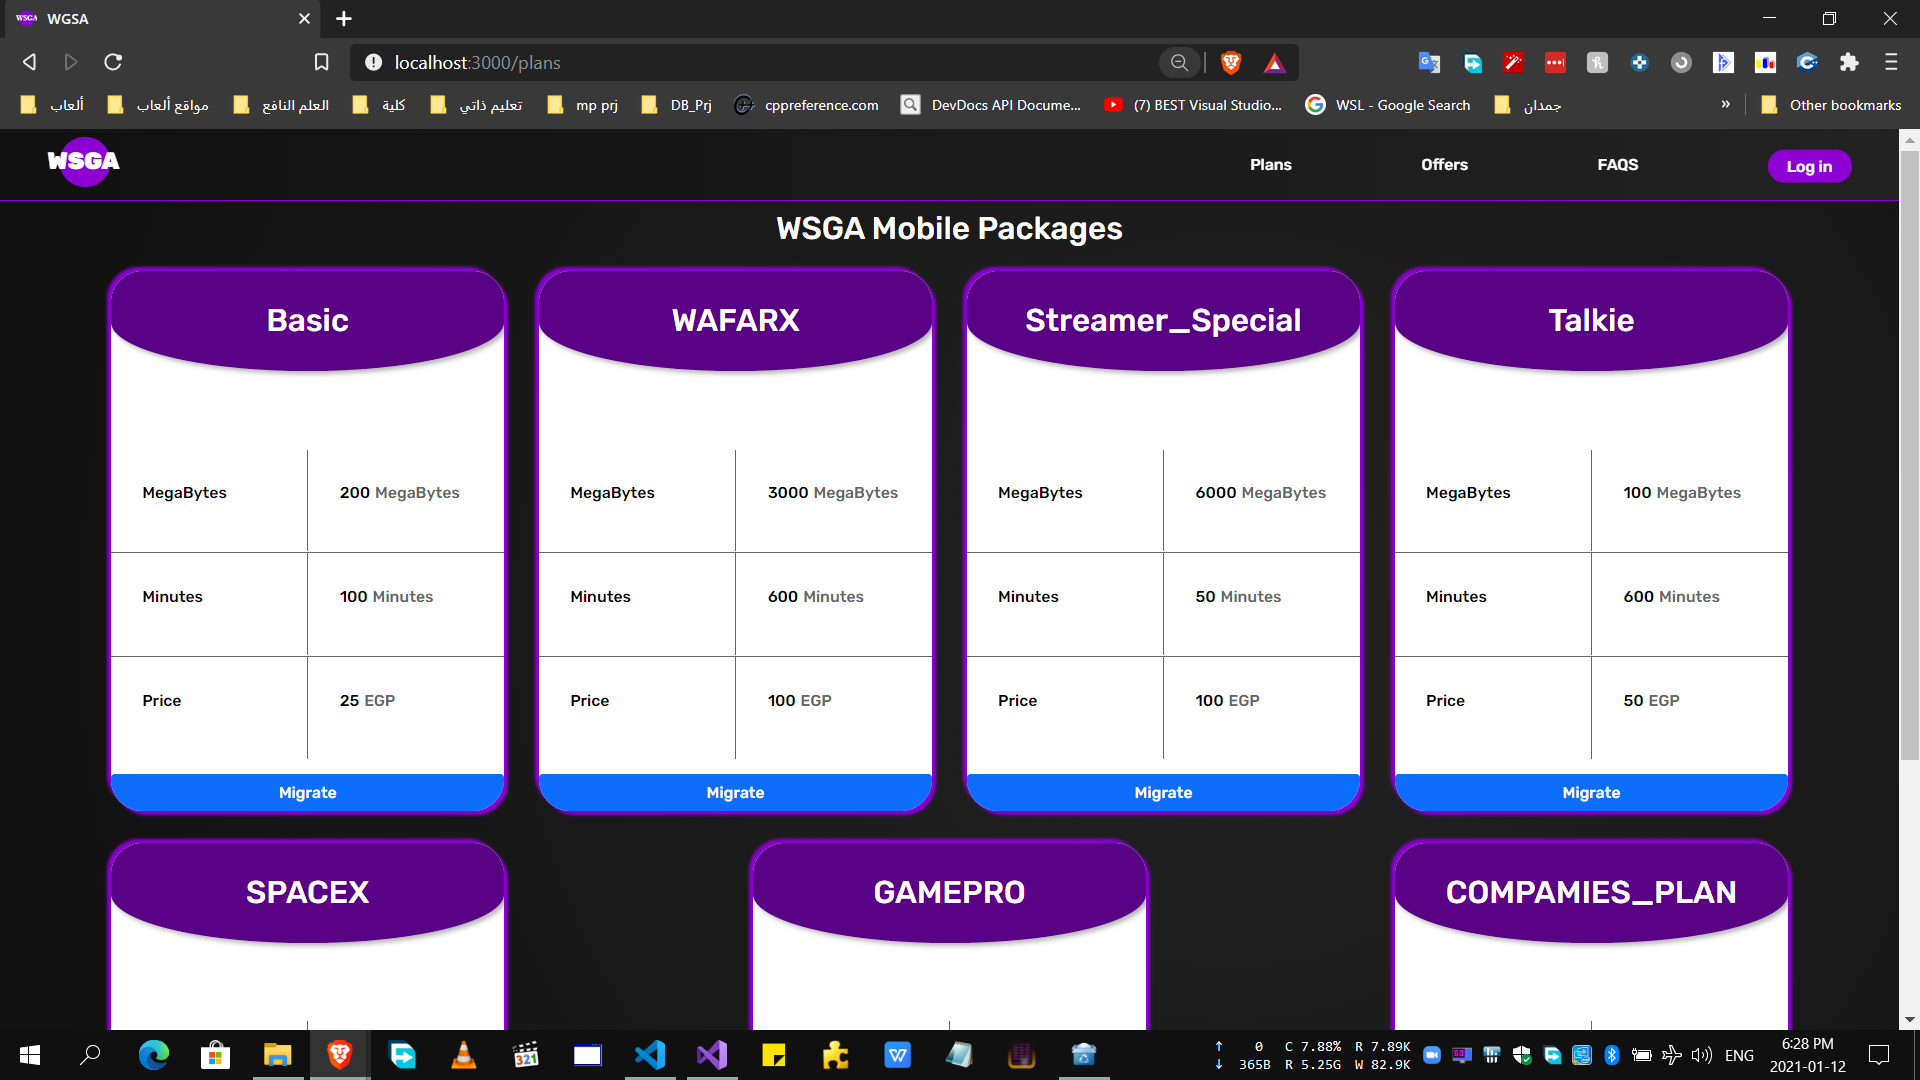 WGSA
localhost:3000/plans
ألعاب
مواقع ألعاب
العلم النافع
كلية
تعليم ذاتي
mp prj
DB_Prj
cppreference.com
DevDocs API Docume...
(7) BEST Visual Studio...
WSL - Google Search
جمدان
»
Other bookmarks
WSGA
Plans
Offers
FAQS
Log in
WSGA Mobile Packages
Basic
WAFARX
Streamer_Special
Talkie
MegaBytes 200 MegaBytes
MegaBytes 3000 MegaBytes
MegaBytes 6000 MegaBytes
MegaBytes 100 MegaBytes
Minutes 100 Minutes
Minutes 600 Minutes
Minutes 50 Minutes
Minutes 600 Minutes
Price 25 EGP
Price 100 EGP
Price 100 EGP
Price 50 EGP
Migrate
Migrate
Migrate
Migrate
SPACEX
GAMEPRO
COMPAMIES_PLAN
↑ 0 C 7.88% R 7.89K
↓ 365B R 5.25G W 82.9K
ENG
6:28 PM
2021-01-12